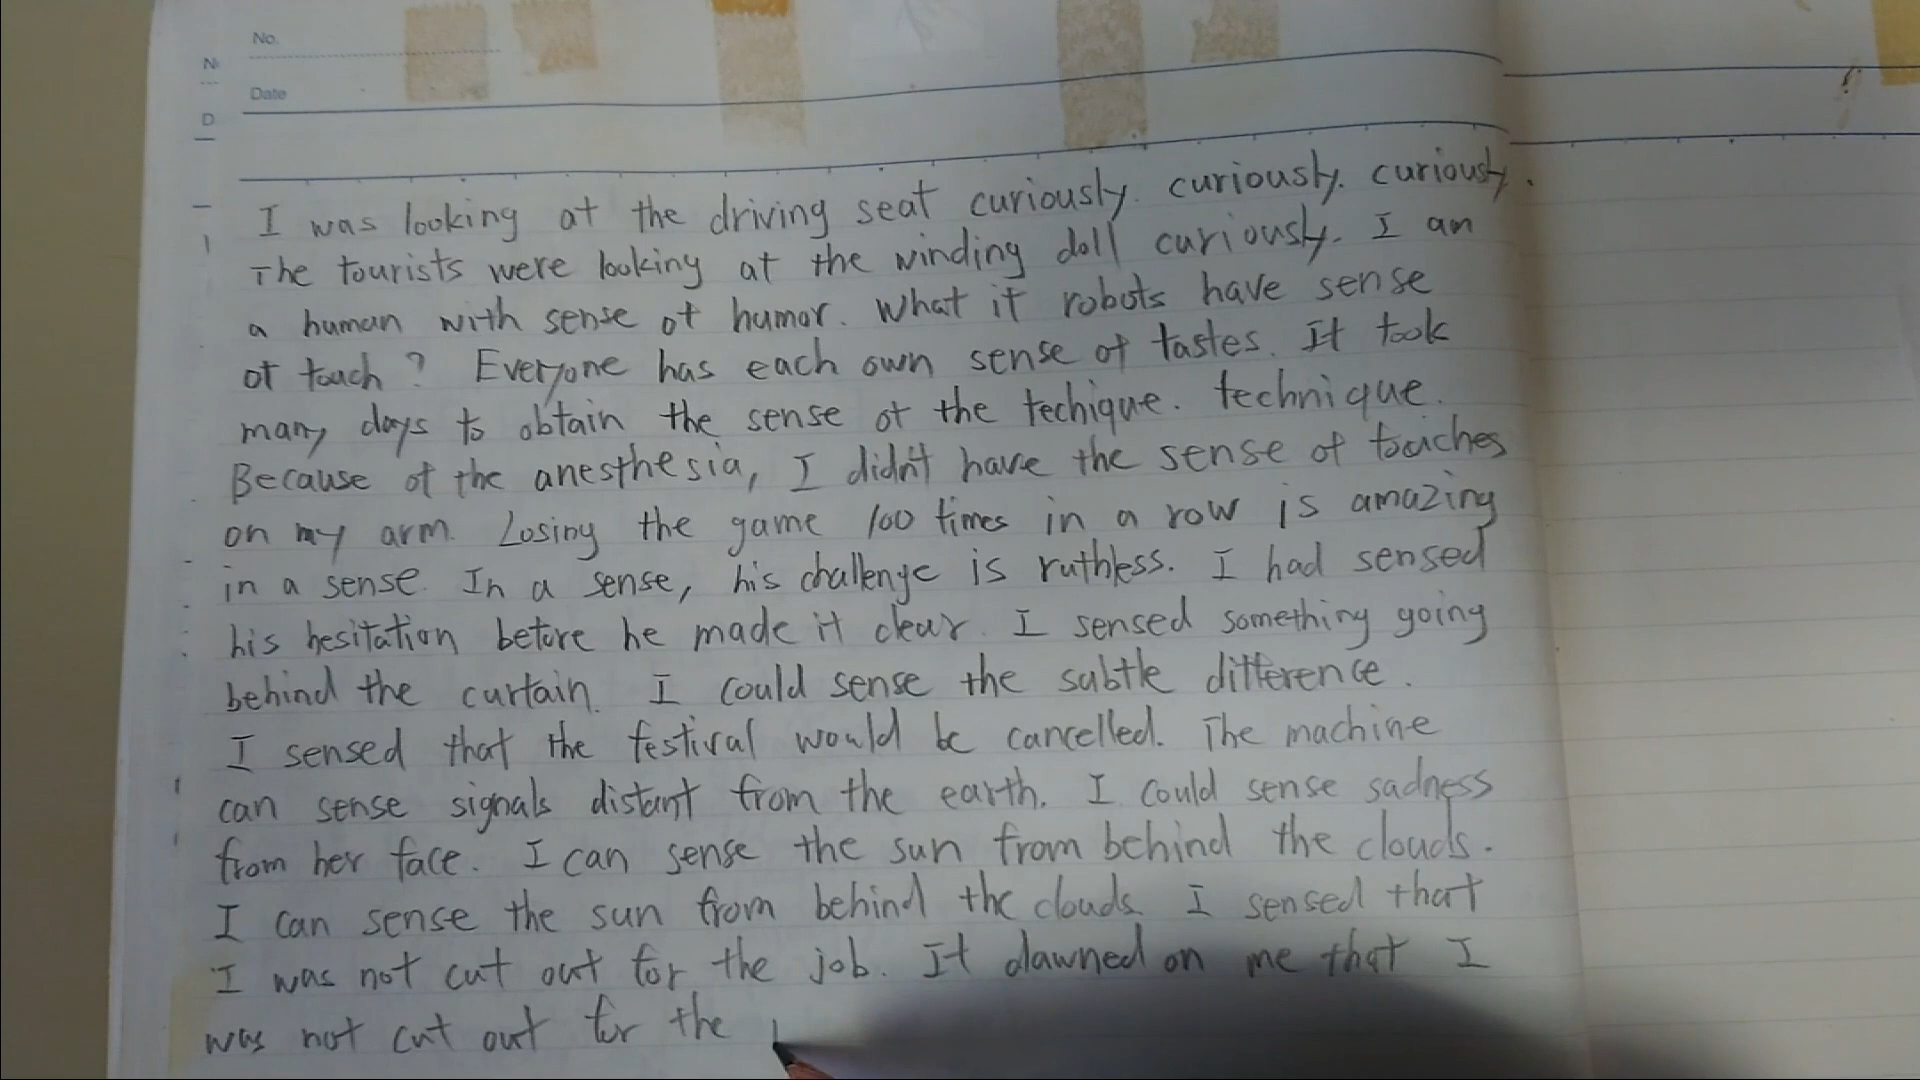 No.
Date
N
D
I was looking at the driving seat curiously. curiously. curiously.
The tourists were looking at the winding doll curiously. I am
a human with sense of humor. What if robots have sense
of touch? Everyone has each own sense of tastes. It took
many days to obtain the sense of the techique. technique.
Because of the anesthesia, I didn't have the sense of touches
on my arm. Losing the game 100 times in a row is amazing
in a sense. In a sense, his challenge is ruthless. I had sensed
his hesitation before he made it clear. I sensed something going
behind the curtain. I could sense the subtle difference.
I sensed that the festival would be cancelled. The machine
can sense signals distant from the earth. I could sense sadness
from her face. I can sense the sun from behind the clouds.
I can sense the sun from behind the clouds. I sensed that
I was not cut out for the job. It dawned on me that I
was not cut out for the